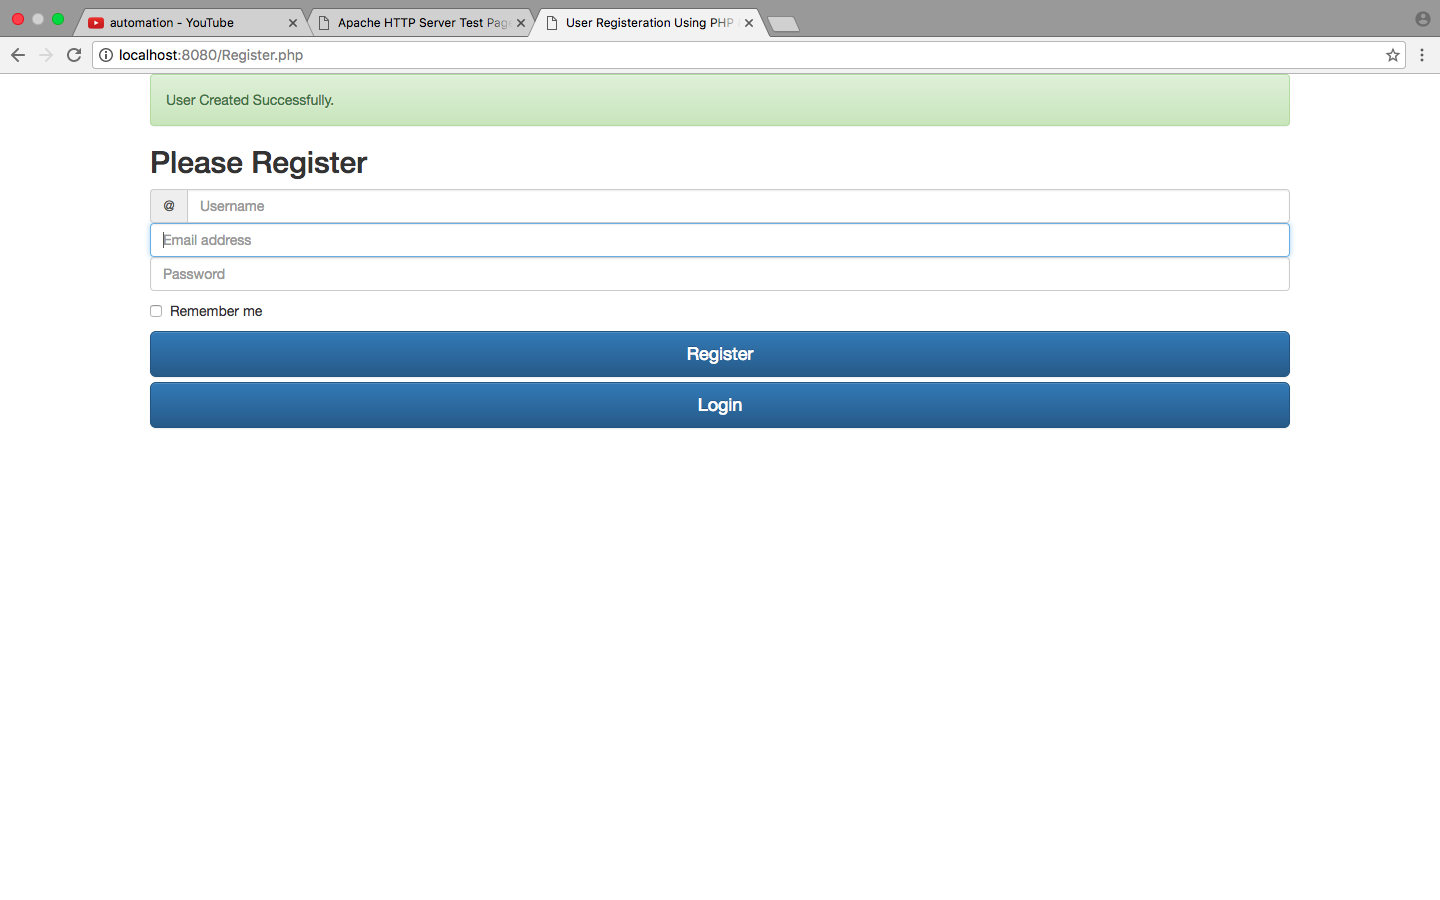 automation - YouTube
Apache HTTP Server Test Page
User Registeration Using PHP
localhost:8080/Register.php
User Created Successfully.
Please Register
@ Username
Email address
Password
Remember me
Register
Login